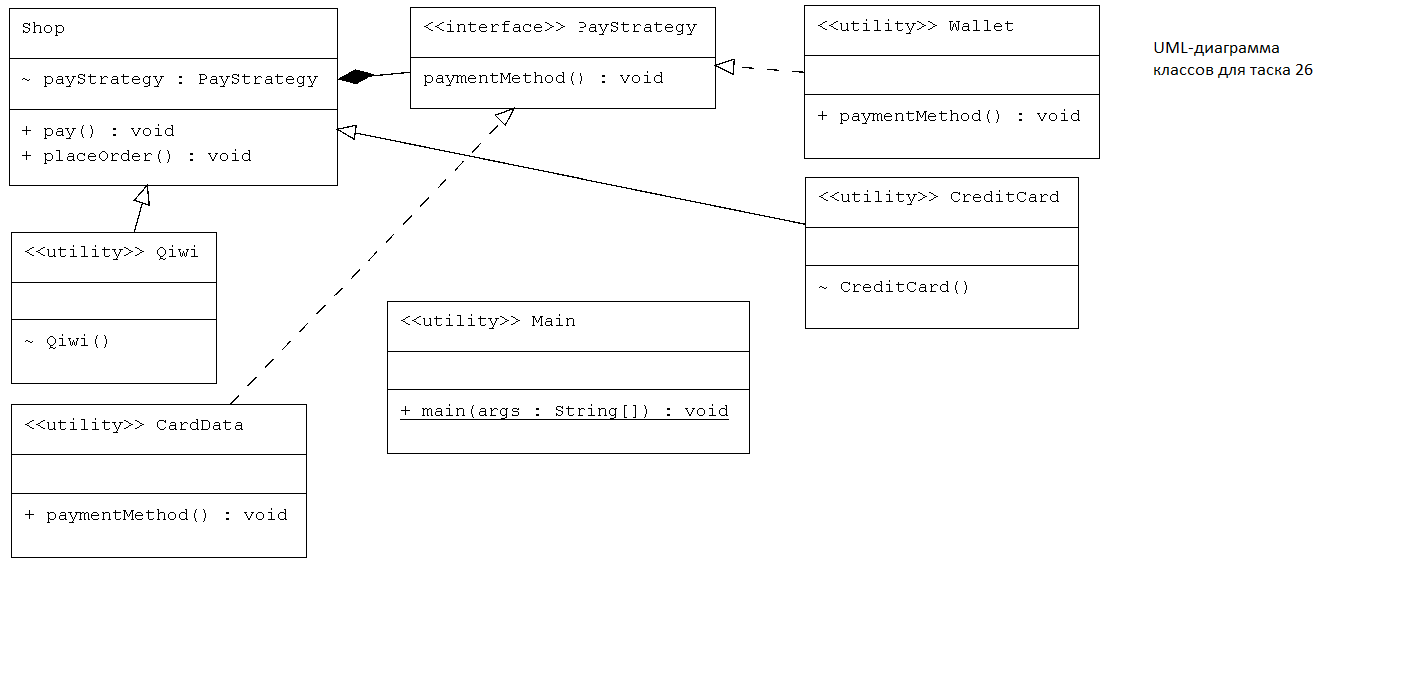 Shop
~ payStrategy : PayStrategy
+ pay() : void
+ placeOrder() : void
<<interface>> PayStrategy
paymentMethod() : void
<<utility>> Wallet
+ paymentMethod() : void
UML-диаграмма
классов для таска 26
<<utility>> CreditCard
~ CreditCard()
<<utility>> Qiwi
~ Qiwi()
<<utility>> Main
+ main(args : String[]) : void
<<utility>> CardData
+ paymentMethod() : void